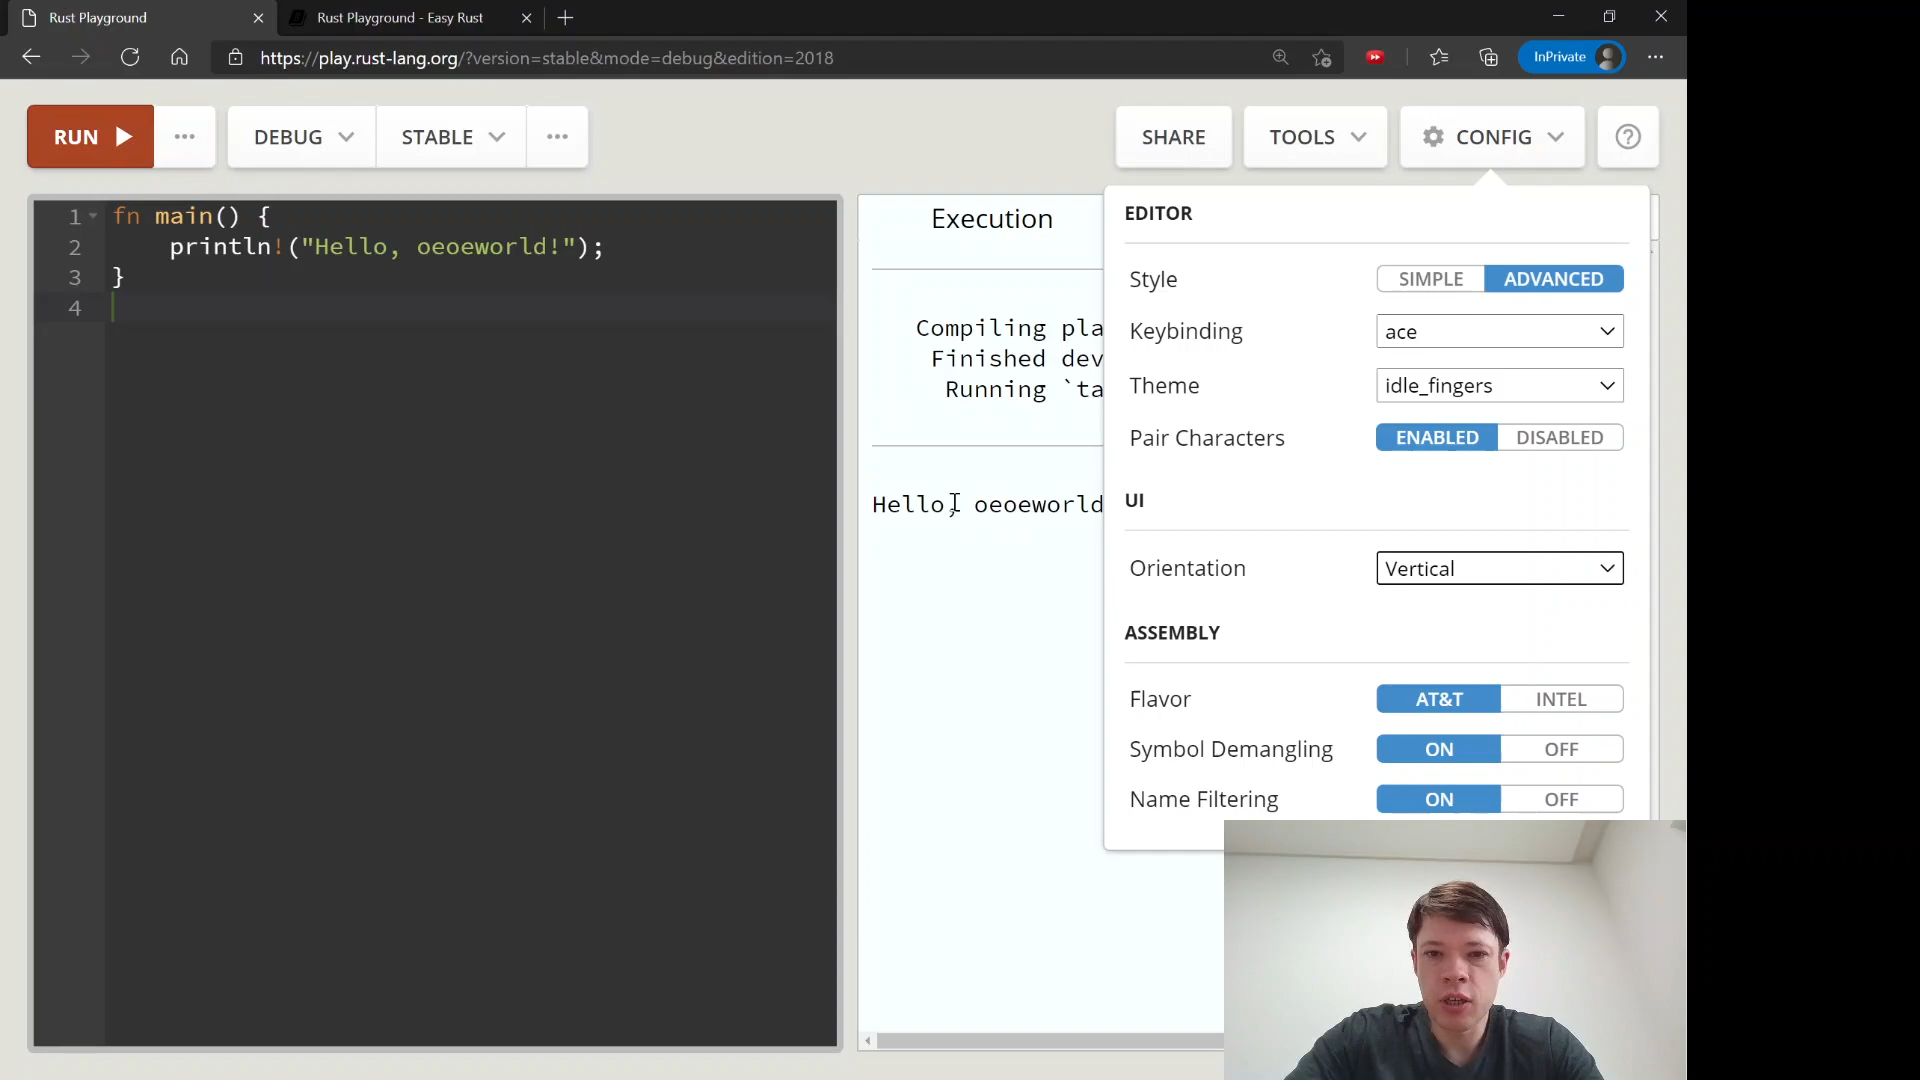 Rust Playground
Rust Playground - Easy Rust
https://play.rust-lang.org/?version=stable&mode=debug&edition=2018
InPrivate
RUN
DEBUG
STABLE
SHARE
TOOLS
CONFIG
1 fn main() {
2 println!("Hello, oeoeworld!");
3 }
4
Execution
Compiling pla
Finished dev
Running `ta
Hello, oeoeworld
EDITOR
Style SIMPLE ADVANCED
Keybinding ace
Theme idle_fingers
Pair Characters ENABLED DISABLED
UI
Orientation Vertical
ASSEMBLY
Flavor AT&T INTEL
Symbol Demangling ON OFF
Name Filtering ON OFF